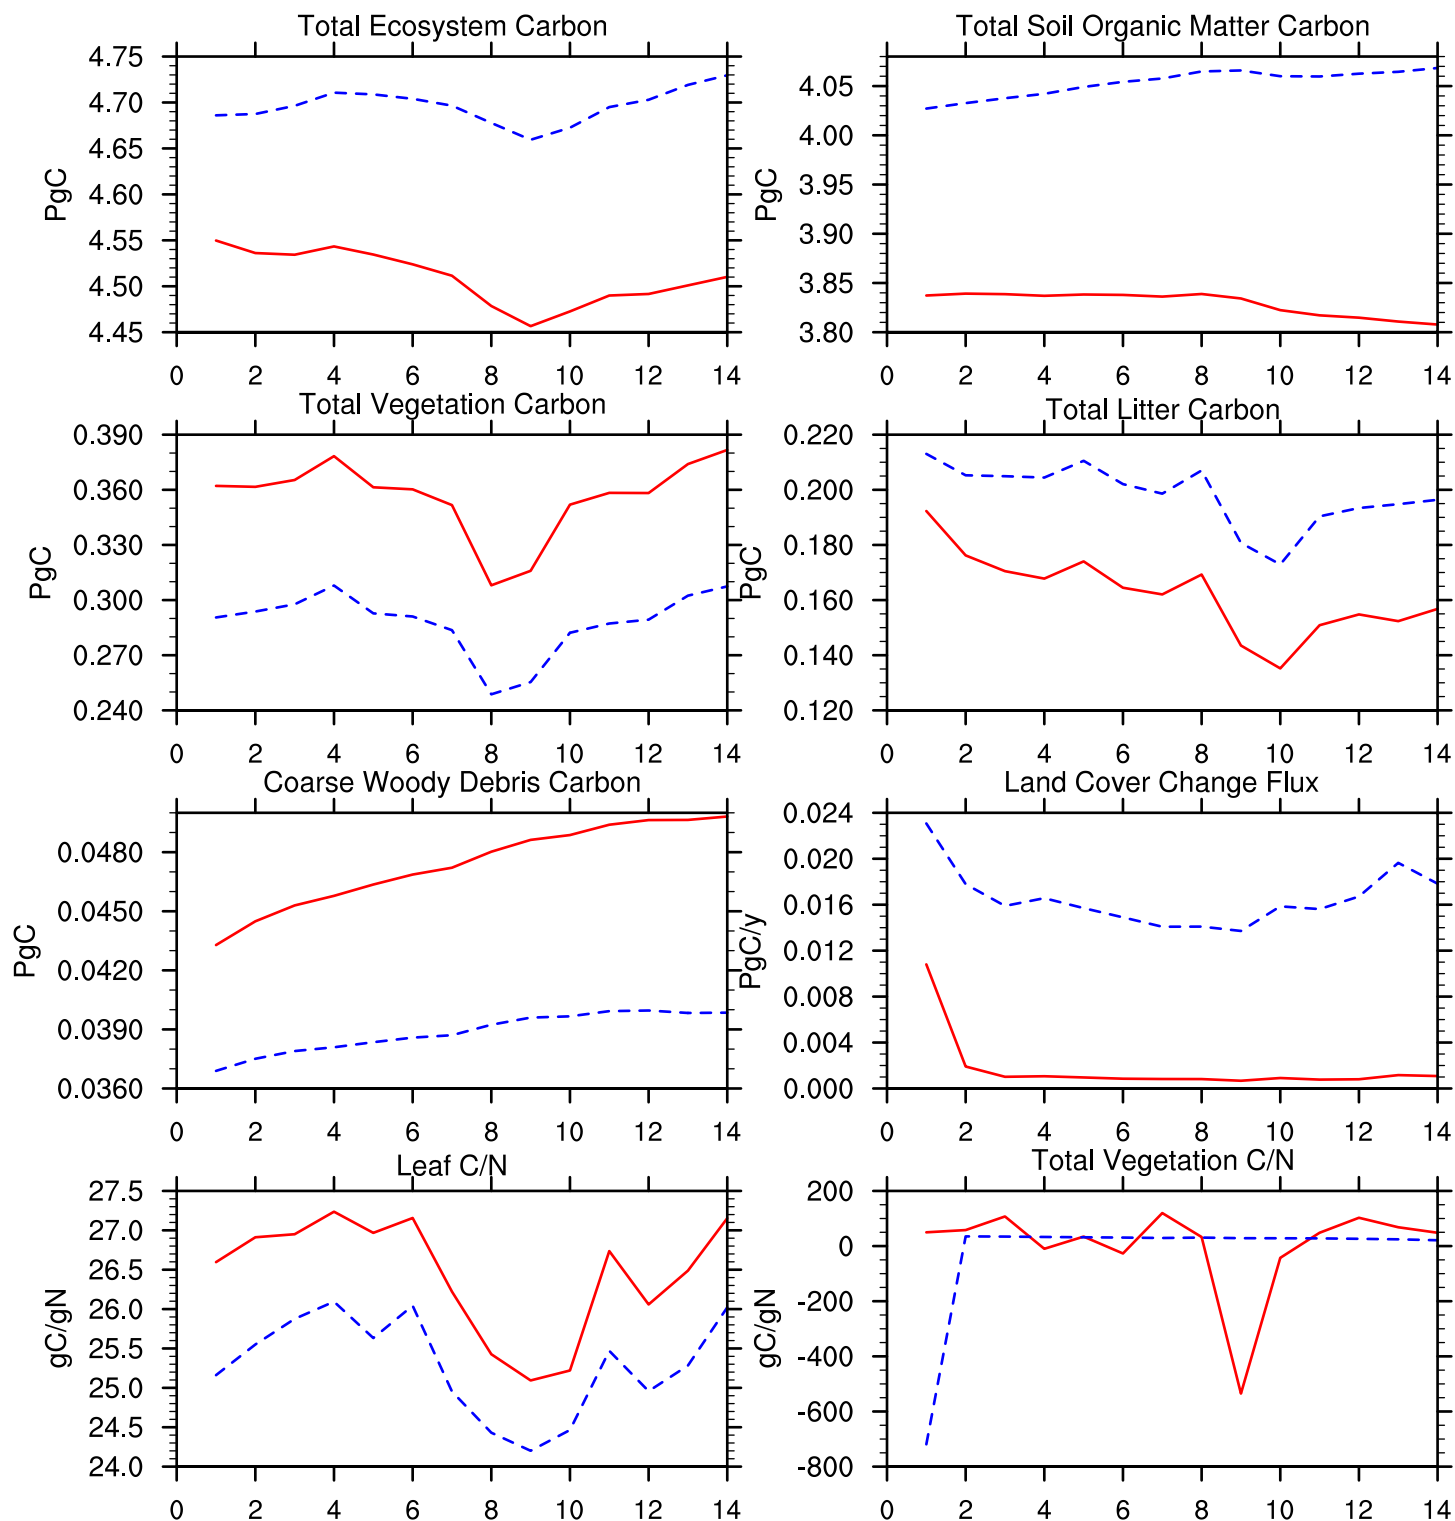 Total Ecosystem Carbon
4.75
4.70
4.65
4.60
4.55
4.50
4.45
PgC
0 2 4 6 8 10 12 14
Total Soil Organic Matter Carbon
4.05
4.00
3.95
3.90
3.85
3.80
PgC
0 2 4 6 8 10 12 14
Total Vegetation Carbon
0.390
0.360
0.330
0.300
0.270
0.240
PgC
0 2 4 6 8 10 12 14
Total Litter Carbon
0.220
0.200
0.180
0.160
0.140
0.120
PgC
0 2 4 6 8 10 12 14
Coarse Woody Debris Carbon
0.0480
0.0450
0.0420
0.0390
0.0360
PgC
0 2 4 6 8 10 12 14
Land Cover Change Flux
0.024
0.020
0.016
0.012
0.008
0.004
0.000
PgC/y
0 2 4 6 8 10 12 14
Leaf C/N
27.5
27.0
26.5
26.0
25.5
25.0
24.5
24.0
gC/gN
0 2 4 6 8 10 12 14
Total Vegetation C/N
200
0
-200
-400
-600
-800
gC/gN
0 2 4 6 8 10 12 14